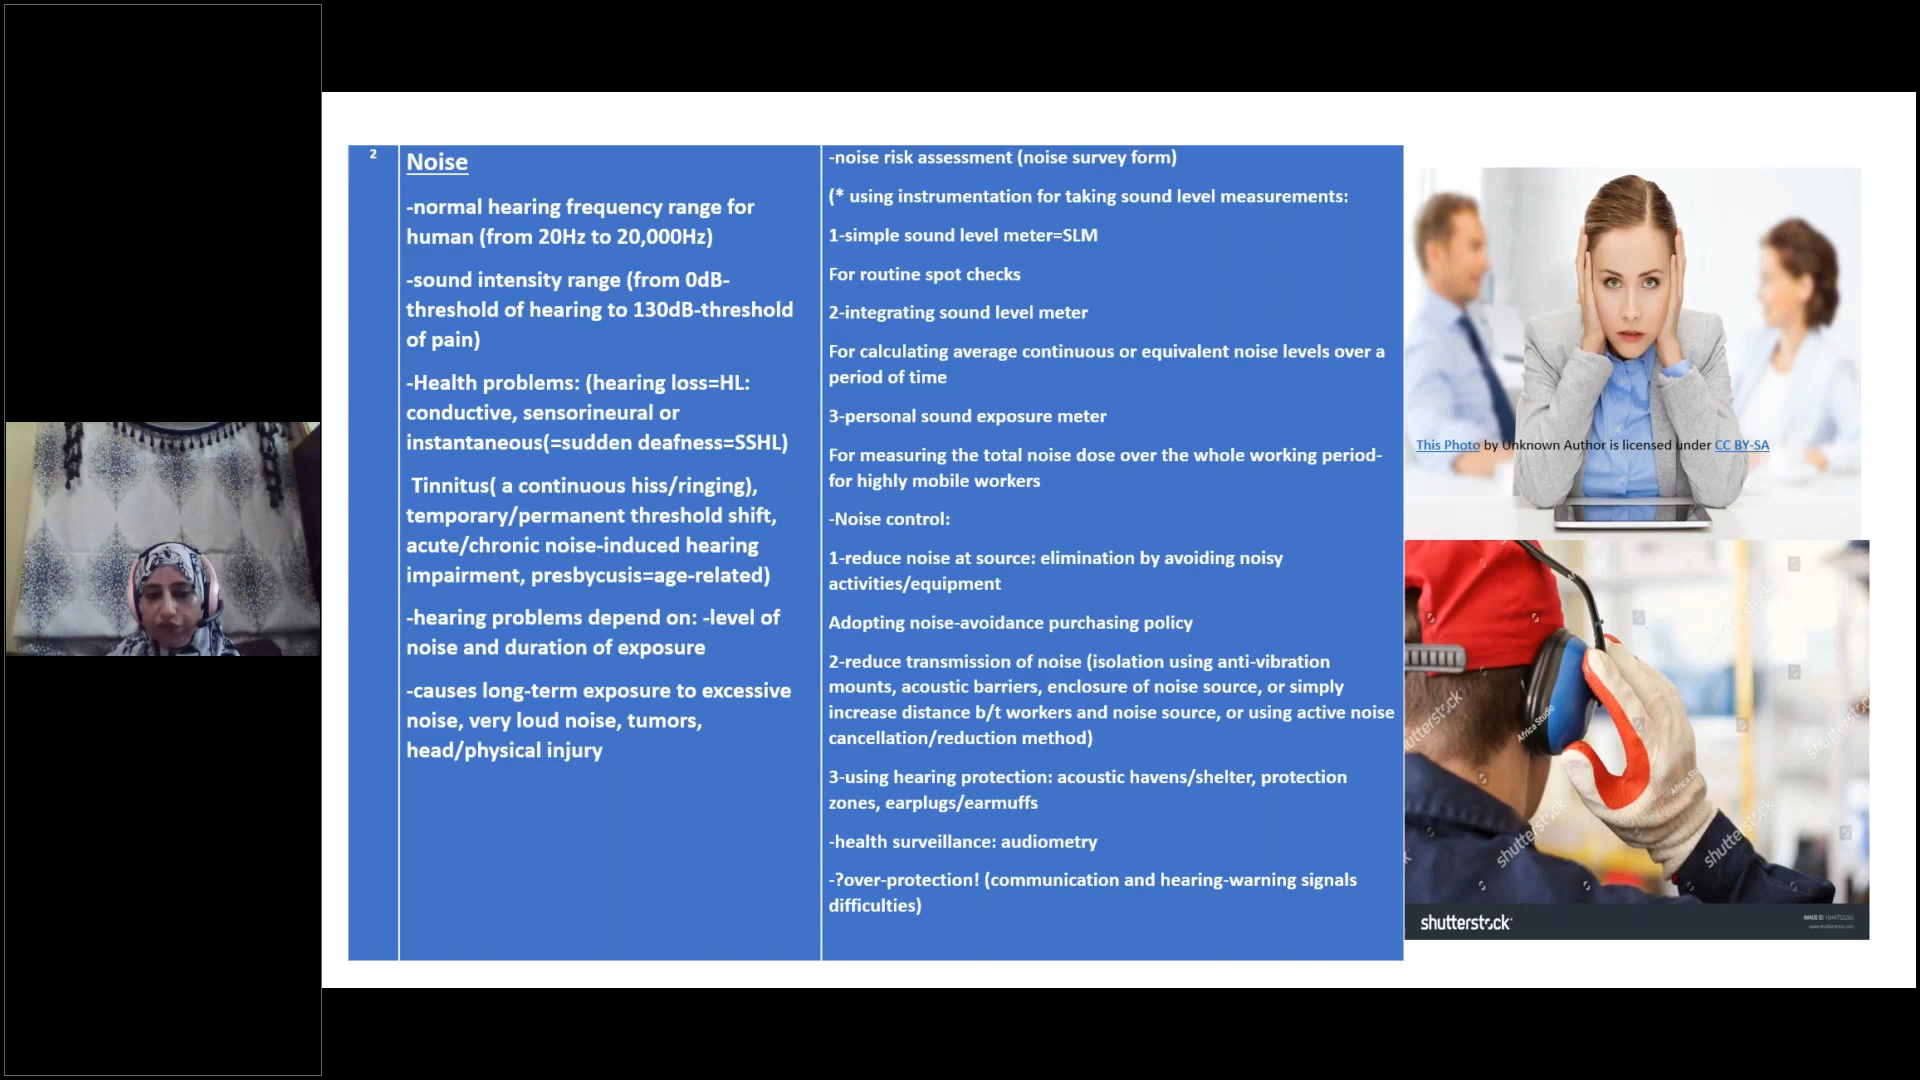 2
Noise
-normal hearing frequency range for
human (from 20Hz to 20,000Hz)
-sound intensity range (from 0dB-
threshold of hearing to 130dB-threshold
of pain)
-Health problems: (hearing loss=HL:
conductive, sensorineural or
instantaneous(=sudden deafness=SSHL)
Tinnitus( a continuous hiss/ringing),
temporary/permanent threshold shift,
acute/chronic noise-induced hearing
impairment, presbycusis=age-related)
-hearing problems depend on: -level of
noise and duration of exposure
-causes long-term exposure to excessive
noise, very loud noise, tumors,
head/physical injury
-noise risk assessment (noise survey form)
(* using instrumentation for taking sound level measurements:
1-simple sound level meter=SLM
For routine spot checks
2-integrating sound level meter
For calculating average continuous or equivalent noise levels over a
period of time
3-personal sound exposure meter
For measuring the total noise dose over the whole working period-
for highly mobile workers
-Noise control:
1-reduce noise at source: elimination by avoiding noisy
activities/equipment
Adopting noise-avoidance purchasing policy
2-reduce transmission of noise (isolation using anti-vibration
mounts, acoustic barriers, enclosure of noise source, or simply
increase distance b/t workers and noise source, or using active noise
cancellation/reduction method)
3-using hearing protection: acoustic havens/shelter, protection
zones, earplugs/earmuffs
-health surveillance: audiometry
-?over-protection! (communication and hearing-warning signals
difficulties)
This Photo by Unknown Author is licensed under CC BY-SA
shutterstock
Africa Studio
shutterstock
shutterstock
shutterstock